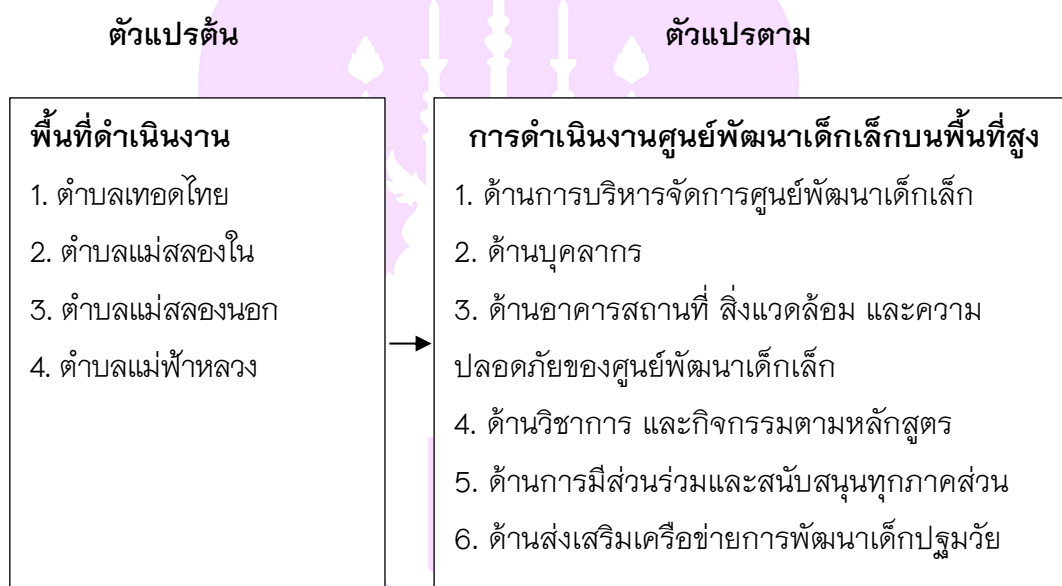 ตัวแปรต้น
ตัวแปรตาม
พื้นที่ดำเนินงาน
1. ตำบลเทอดไทย
2. ตำบลแม่สลองใน
3. ตำบลแม่สลองนอก
4. ตำบลแม่ฟ้าหลวง
การดำเนินงานศูนย์พัฒนาเด็กเล็กบนพื้นที่สูง
1. ด้านการบริหารจัดการศูนย์พัฒนาเด็กเล็ก
2. ด้านบุคลากร
3. ด้านอาคารสถานที่ สิ่งแวดล้อม และความ
ปลอดภัยของศูนย์พัฒนาเด็กเล็ก
4. ด้านวิชาการ และกิจกรรมตามหลักสูตร
5. ด้านการมีส่วนร่วมและสนับสนุนทุกภาคส่วน
6. ด้านส่งเสริมเครือข่ายการพัฒนาเด็กปฐมวัย